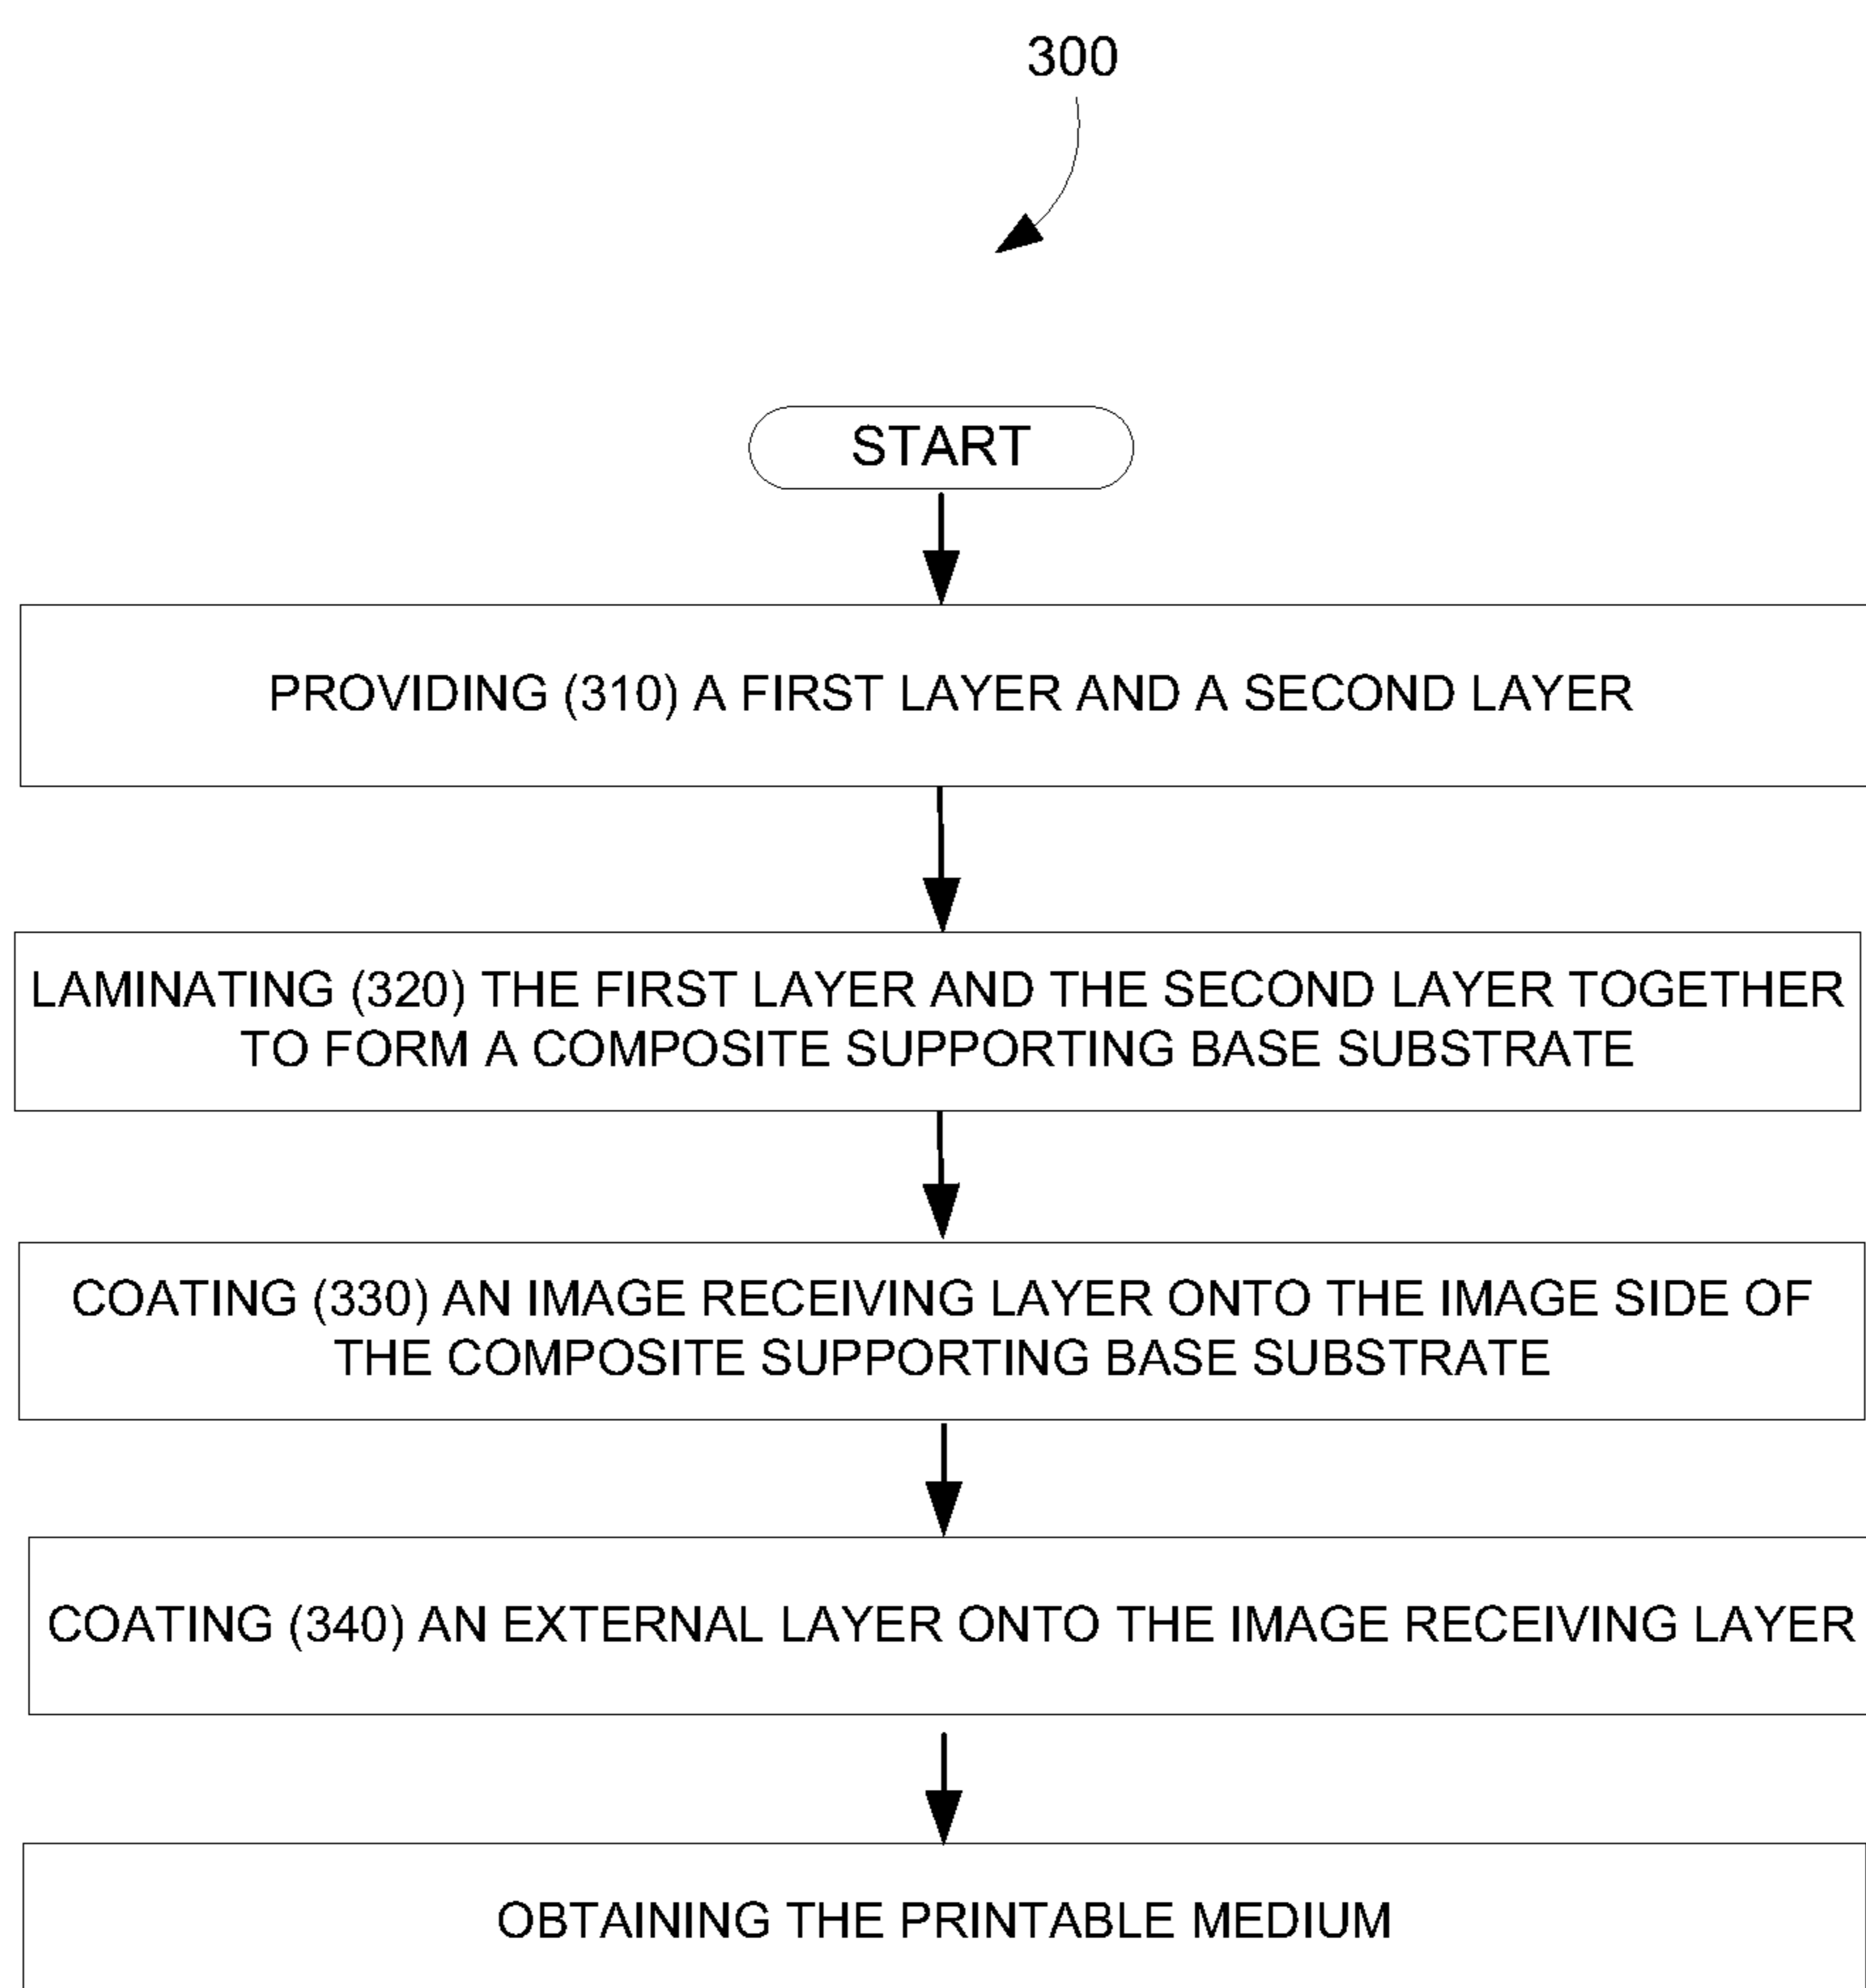 300
START
PROVIDING (310) A FIRST LAYER AND A SECOND LAYER
LAMINATING (320) THE FIRST LAYER AND THE SECOND LAYER TOGETHER
TO FORM A COMPOSITE SUPPORTING BASE SUBSTRATE
COATING (330) AN IMAGE RECEIVING LAYER ONTO THE IMAGE SIDE OF
THE COMPOSITE SUPPORTING BASE SUBSTRATE
COATING (340) AN EXTERNAL LAYER ONTO THE IMAGE RECEIVING LAYER
OBTAINING THE PRINTABLE MEDIUM